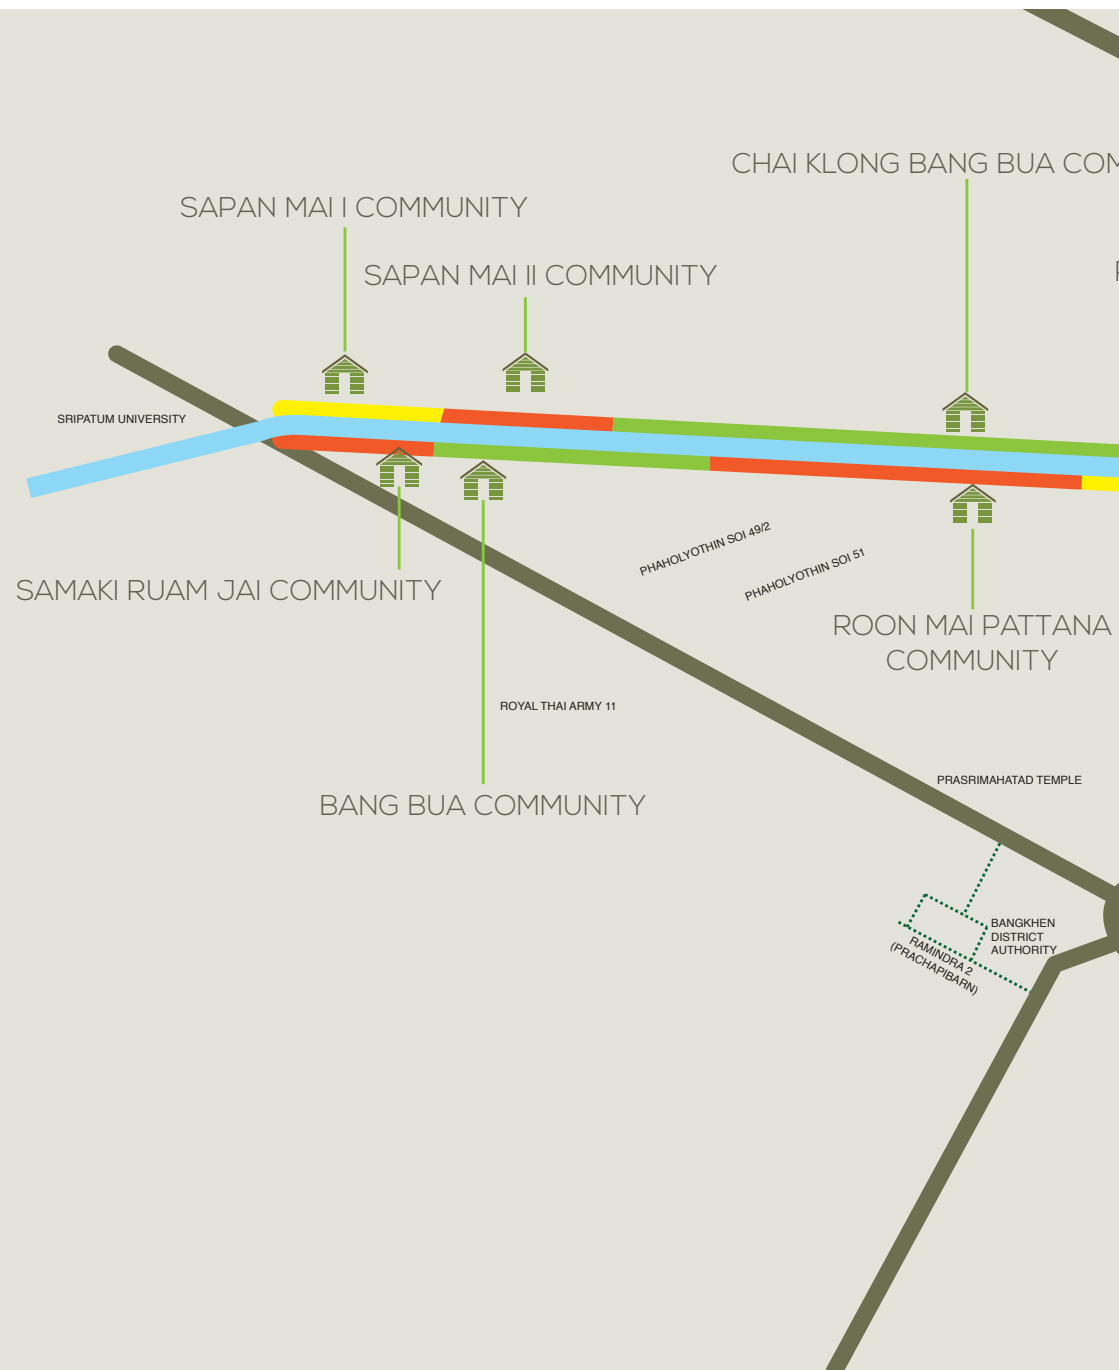 CHAI KLONG BANG BUA COM
SAPAN MAI I COMMUNITY
SAPAN MAI II COMMUNITY
SRIPATUM UNIVERSITY
PHAHOLYOTHIN SOI 49/2
PHAHOLYOTHIN SOI 51
SAMAKI RUAM JAI COMMUNITY
ROON MAI PATTANA
COMMUNITY
ROYAL THAI ARMY 11
BANG BUA COMMUNITY
PRASRIMAHATAD TEMPLE
BANGKHEN
DISTRICT
AUTHORITY
RAMINDRA 2
(PRACHAPIBARN)